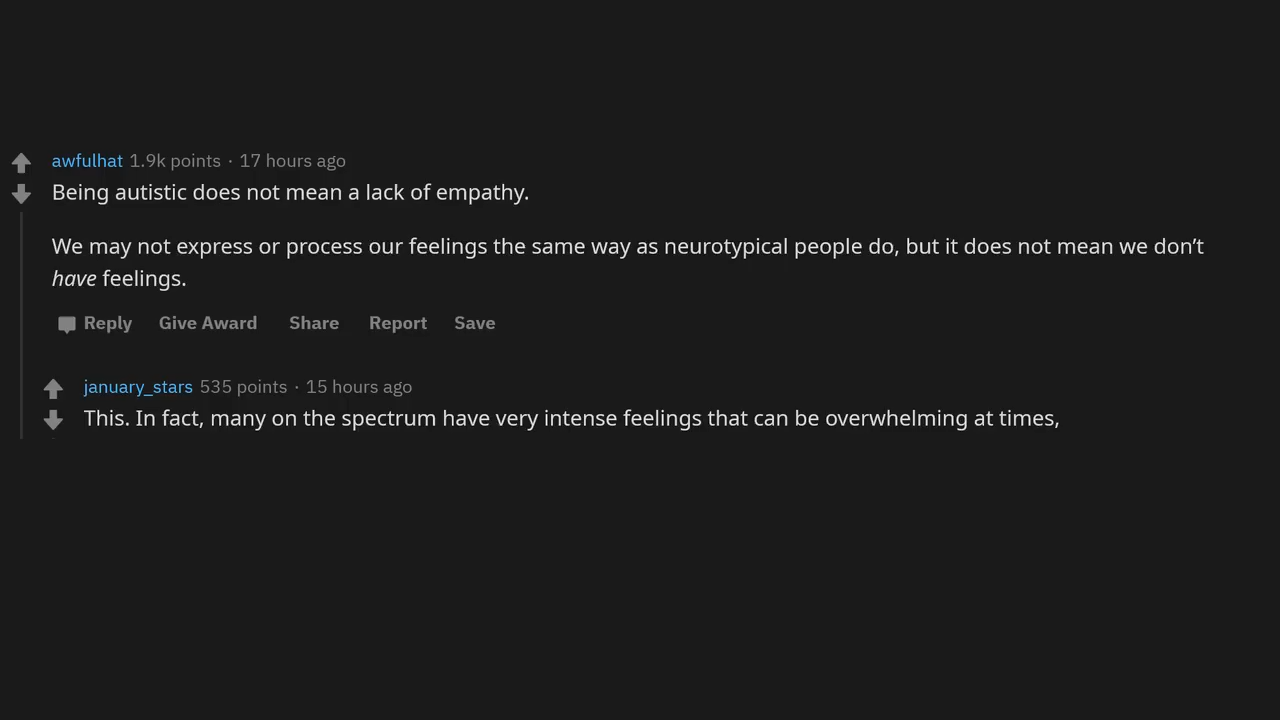 awfulhat 1.9k points · 17 hours ago
Being autistic does not mean a lack of empathy.
We may not express or process our feelings the same way as neurotypical people do, but it does not mean we don’t
have feelings.
Reply Give Award Share Report Save
january_stars 535 points · 15 hours ago
This. In fact, many on the spectrum have very intense feelings that can be overwhelming at times,